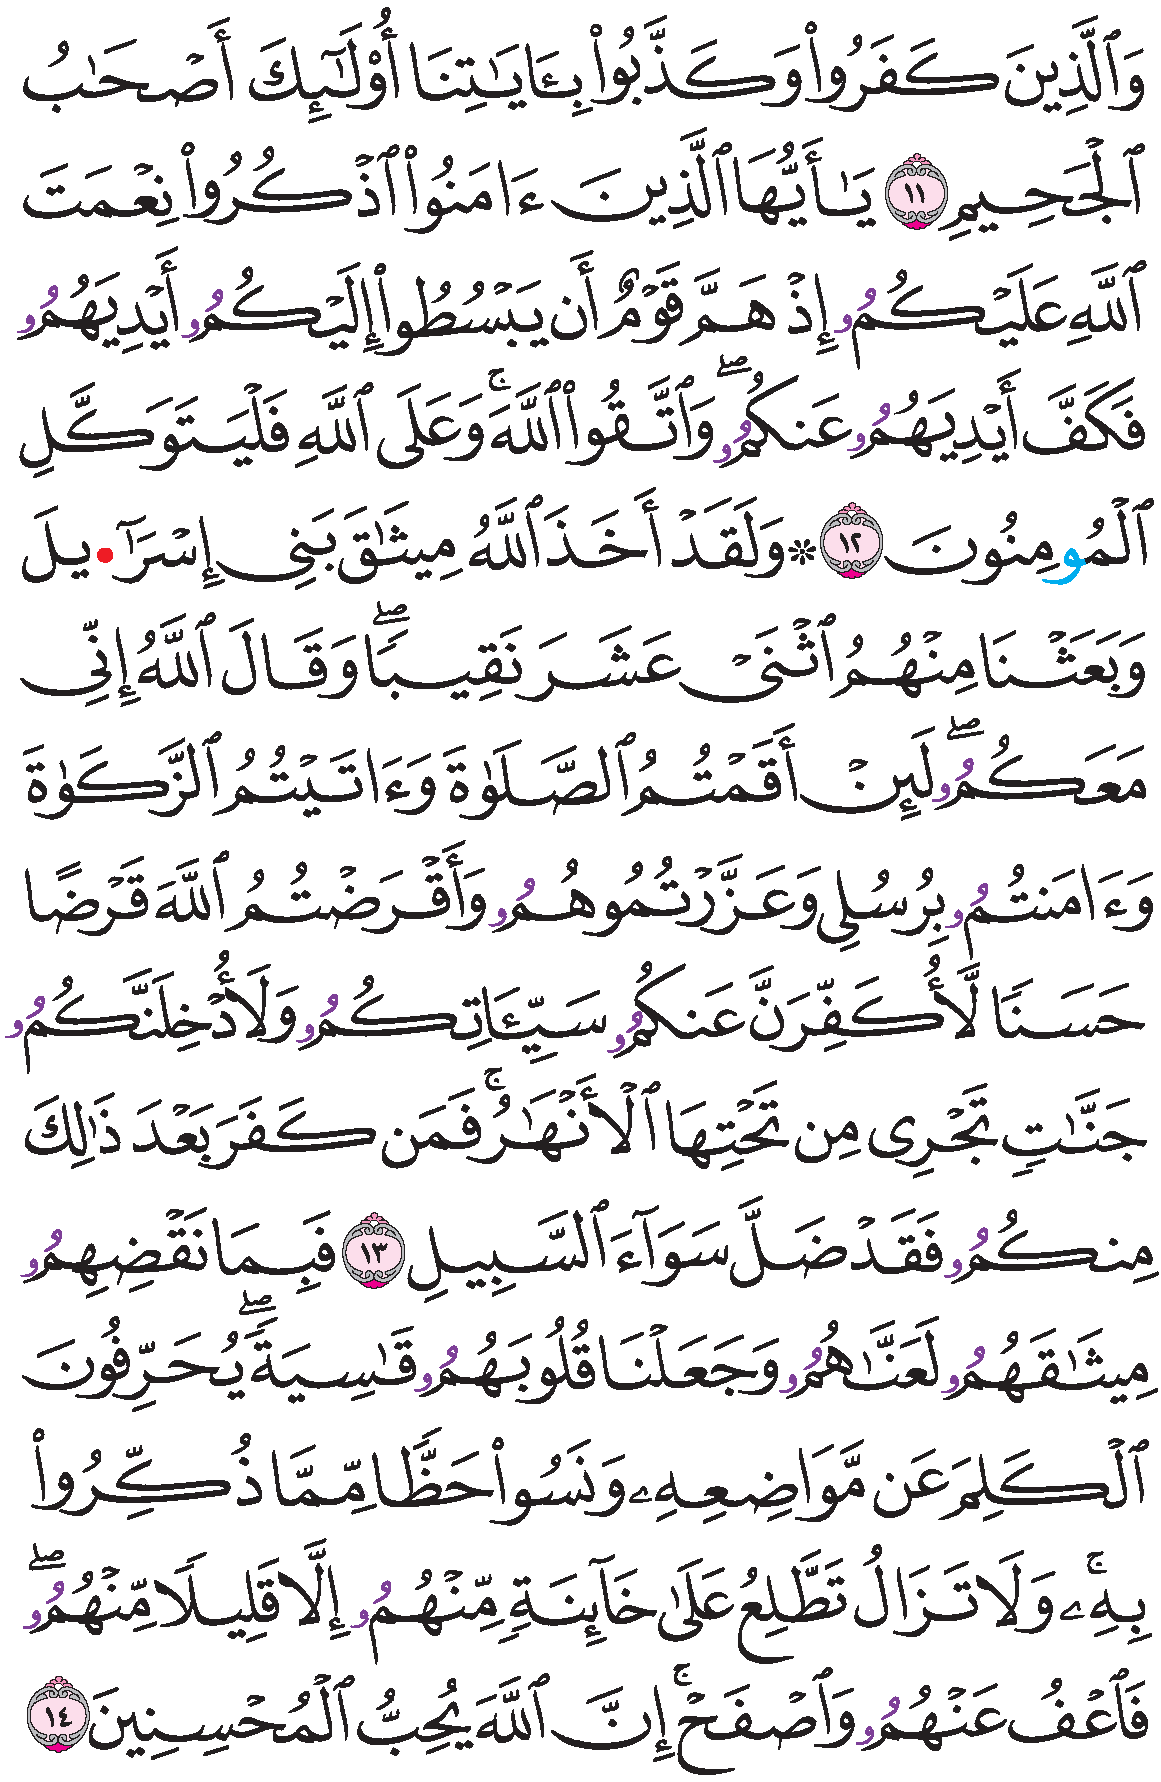 وَٱلَّذِينَ كَفَرُوا۟ وَكَذَّبُوا۟ بِـَٔايَـٰتِنَا أُو۟لَـٰٓئِكَ أَصْحَـٰبُ
ٱلْجَحِيمِ ١١ يَـٰأَيُّهَا ٱلَّذِينَ ءَامَنُوا۟ ٱذْكُرُوا۟ نِعْمَتَ
ٱللَّهِ عَلَيْكُمُۥ إِذْ هَمَّ قَوْمٌ أَن يَبْسُطُوا۟ إِلَيْكُمُۥ أَيْدِيَهُمُۥ
فَكَفَّ أَيْدِيَهُمُۥ عَنكُمُۥۖ وَٱتَّقُوا۟ ٱللَّهَۚ وَعَلَى ٱللَّهِ فَلْيَتَوَكَّلِ
ٱلْمُومِنُونَ ١٢ ۞ وَلَقَدْ أَخَذَ ٱللَّهُ مِيثَـٰقَ بَنِى إِسْرَآ•يلَ
وَبَعَثْنَا مِنْهُمُ ٱثْنَىْ عَشَرَ نَقِيبًاۖ وَقَالَ ٱللَّهُ إِنِّى
مَعَكُمُۥۖ لَئِنْ أَقَمْتُمُ ٱلصَّلَوٰةَ وَءَاتَيْتُمُ ٱلزَّكَوٰةَ
وَءَامَنتُمُۥ بِرُسُلِى وَعَزَّرْتُمُوهُمُۥ وَأَقْرَضْتُمُ ٱللَّهَ قَرْضًا
حَسَنًا لَّأُكَفِّرَنَّ عَنكُمُۥ سَيِّـَٔاتِكُمُۥ وَلَأُدْخِلَنَّكُمُۥ
جَنَّـٰتٍ تَجْرِى مِن تَحْتِهَا ٱلْأَنْهَـٰرُۚ فَمَن كَفَرَ بَعْدَ ذَٰلِكَ
مِنكُمُۥ فَقَدْ ضَلَّ سَوَآءَ ٱلسَّبِيلِ ١٣ فَبِمَا نَقْضِهِمُۥ
مِيثَـٰقَهُمُۥ لَعَنَّـٰهُمُۥ وَجَعَلْنَا قُلُوبَهُمُۥ قَـٰسِيَةًۖ يُحَرِّفُونَ
ٱلْكَلِمَ عَن مَّوَاضِعِهِۦ وَنَسُوا۟ حَظًّا مِّمَّا ذُكِّرُوا۟
بِهِۦۚ وَلَا تَزَالُ تَطَّلِعُ عَلَىٰ خَآئِنَةٍ مِّنْهُمُۥ إِلَّا قَلِيلًا مِّنْهُمُۥۖ
فَٱعْفُ عَنْهُمُۥ وَٱصْفَحْۚ إِنَّ ٱللَّهَ يُحِبُّ ٱلْمُحْسِنِينَ ١٤